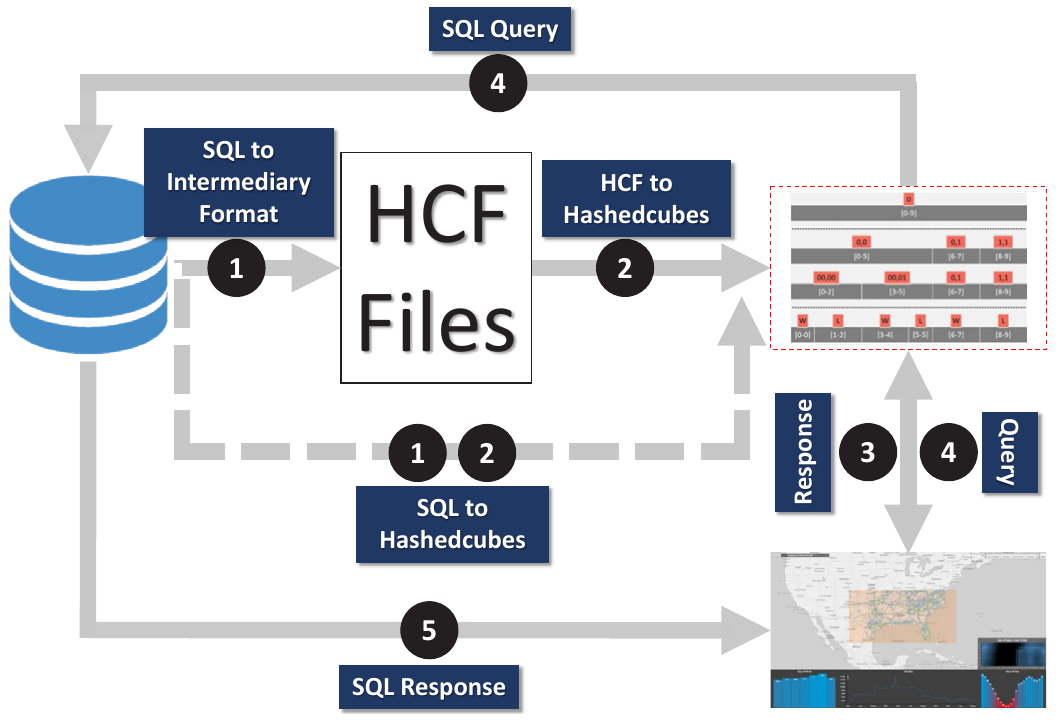 SQL Query
4
SQL to
Intermediary
Format
1
HCF
Files
HCF to
Hashedcubes
2
0
[0-9]
0,0 0,1 1,1
[0-5] [6-7] [8-9]
00,00 00,01 0,1 1,1
[0-2] [3-5] [6-7] [8-9]
W L W L W L
[0-0] [1-2] [3-4] [5-5] [6-7] [8-9]
1 2
SQL to
Hashedcubes
Response
3
4
Query
5
SQL Response